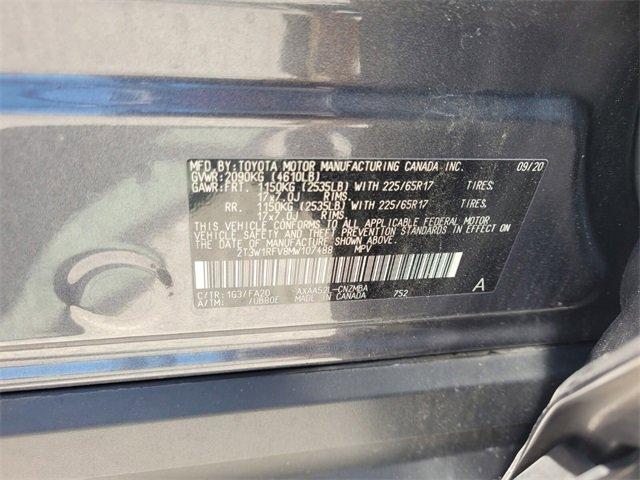 MFD.BY:TOYOTA MOTOR MANUFACTURING CANADA INC. 09/20
GVWR:2090KG (4610LB)
GAWR:FRT. 1150KG (2535LB) WITH 225/65R17 TIRES,
17x7.0J RIMS.
RR. 1150KG (2535LB) WITH 225/65R17 TIRES,
17x7.0J RIMS.
THIS VEHICLE CONFORMS TO ALL APPLICABLE FEDERAL MOTOR
VEHICLE SAFETY AND THEFT PREVENTION STANDARDS IN EFFECT ON
THE DATE OF MANUFACTURE SHOWN ABOVE.
2T3W1RFV8MW107488 MPV
C/TR: 1G3/FA20 AXAA52L-CNZMBA A
A/TM: /UB80E MADE IN CANADA 752